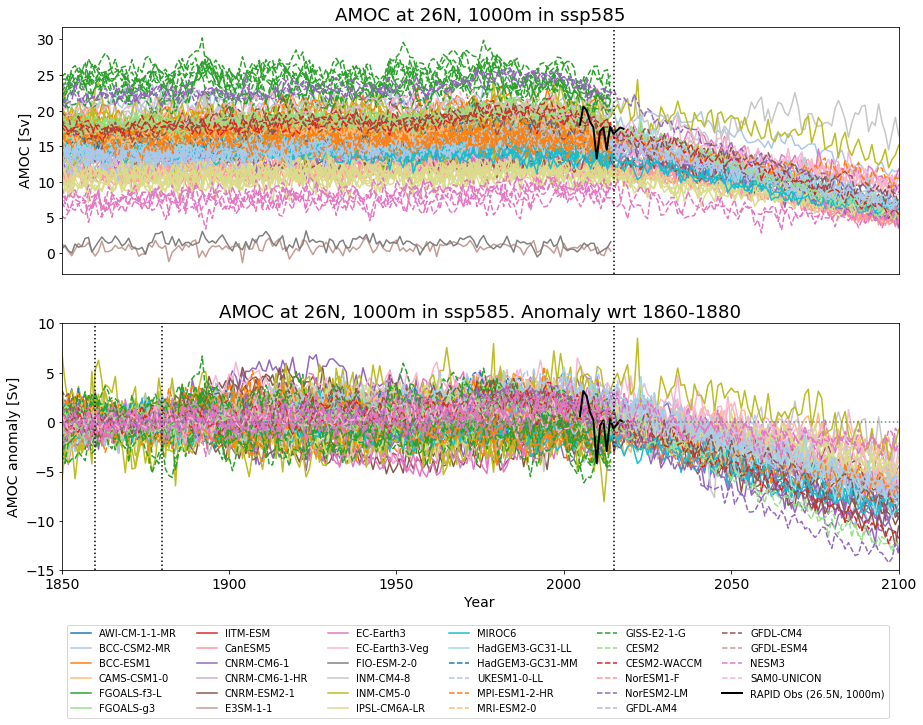 AMOC at 26N, 1000m in ssp585
AMOC [Sv]
30
25
20
15
10
5
0
AMOC at 26N, 1000m in ssp585. Anomaly wrt 1860-1880
AMOC anomaly [Sv]
10
5
0
−5
−10
−15
1850 1900 1950 2000 2050 2100
Year
AWI-CM-1-1-MR IITM-ESM EC-Earth3 MIROC6 GISS-E2-1-G GFDL-CM4
BCC-CSM2-MR CanESM5 EC-Earth3-Veg HadGEM3-GC31-LL CESM2 GFDL-ESM4
BCC-ESM1 CNRM-CM6-1 FIO-ESM-2-0 HadGEM3-GC31-MM CESM2-WACCM NESM3
CAMS-CSM1-0 CNRM-CM6-1-HR INM-CM4-8 UKESM1-0-LL NorESM1-F SAM0-UNICON
FGOALS-f3-L CNRM-ESM2-1 INM-CM5-0 MPI-ESM1-2-HR NorESM2-LM RAPID Obs (26.5N, 1000m)
FGOALS-g3 E3SM-1-1 IPSL-CM6A-LR MRI-ESM2-0 GFDL-AM4